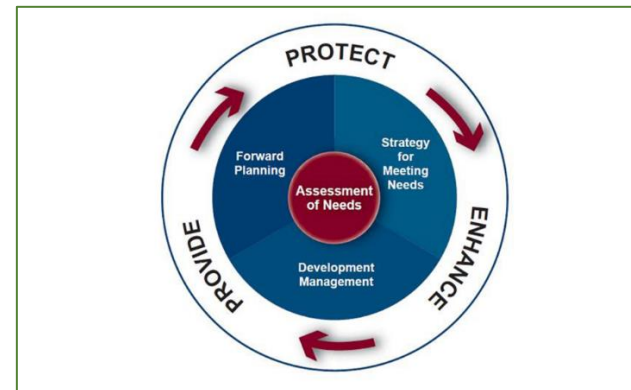 PROTECT
Forward
Planning
Strategy
for
Meeting
Needs
Assessment
of Needs
Development
Management
PROVIDE
ENHANCE